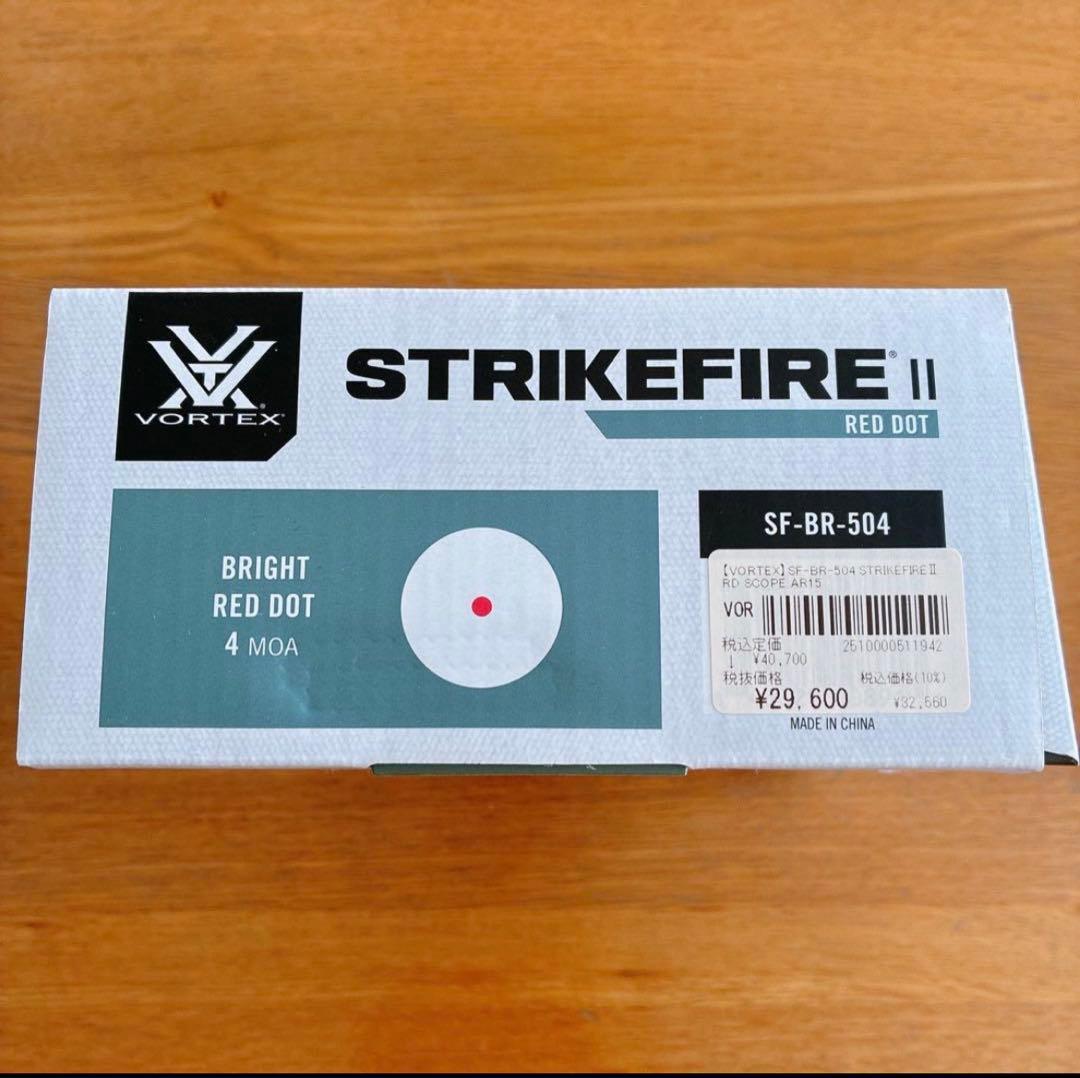 VORTEX
STRIKEFIRE® II
RED DOT
BRIGHT
RED DOT
4 MOA
SF-BR-504
【VORTEX】SF-BR-504 STRIKEFIREⅡ
RD SCOPE AR15
VOR
税込定価 2510000511942
↓ ¥40,700
税抜価格 税込価格(10%)
¥29,600 ¥32,560
MADE IN CHINA